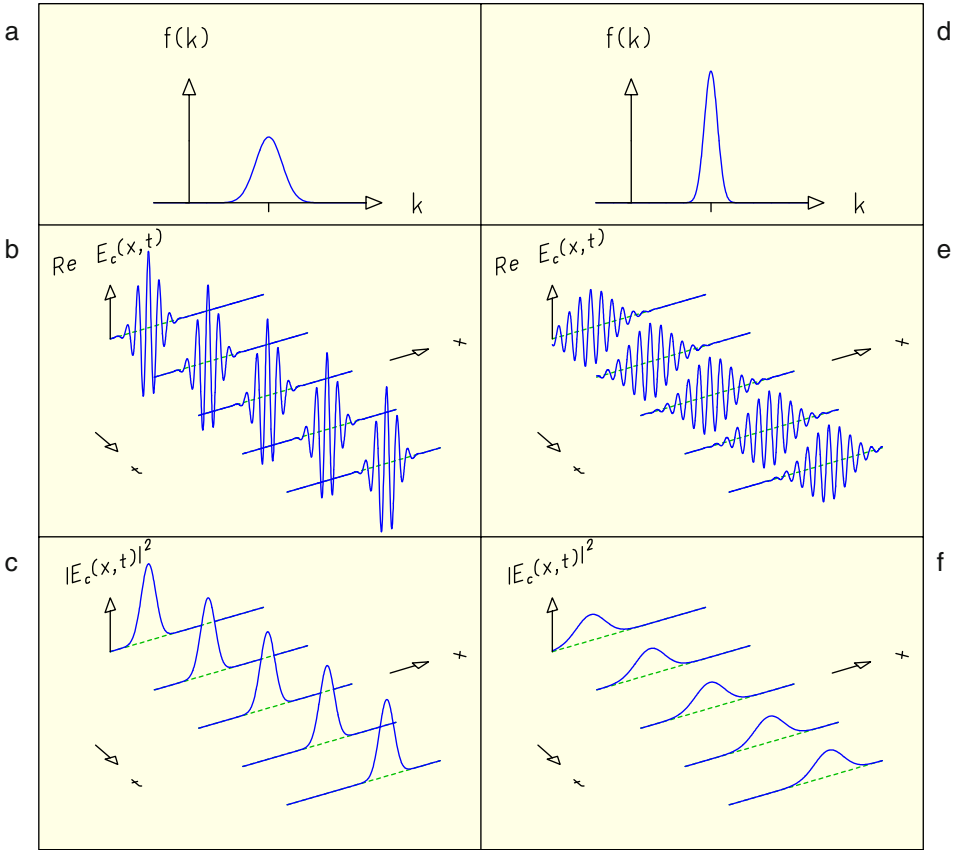 a
f(k)
k
d
f(k)
k
b
Re E_c(x,t)
x
t
e
Re E_c(x,t)
x
t
c
|E_c(x,t)|²
x
t
f
|E_c(x,t)|²
x
t